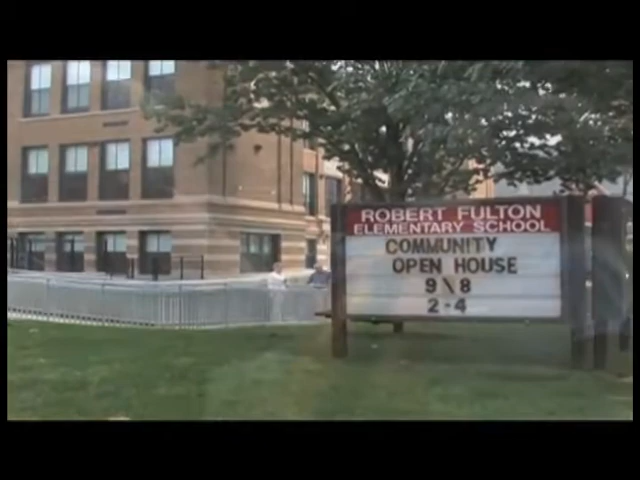 ROBERT FULTON
ELEMENTARY SCHOOL
COMMUNITY
OPEN HOUSE
9\8
2-4